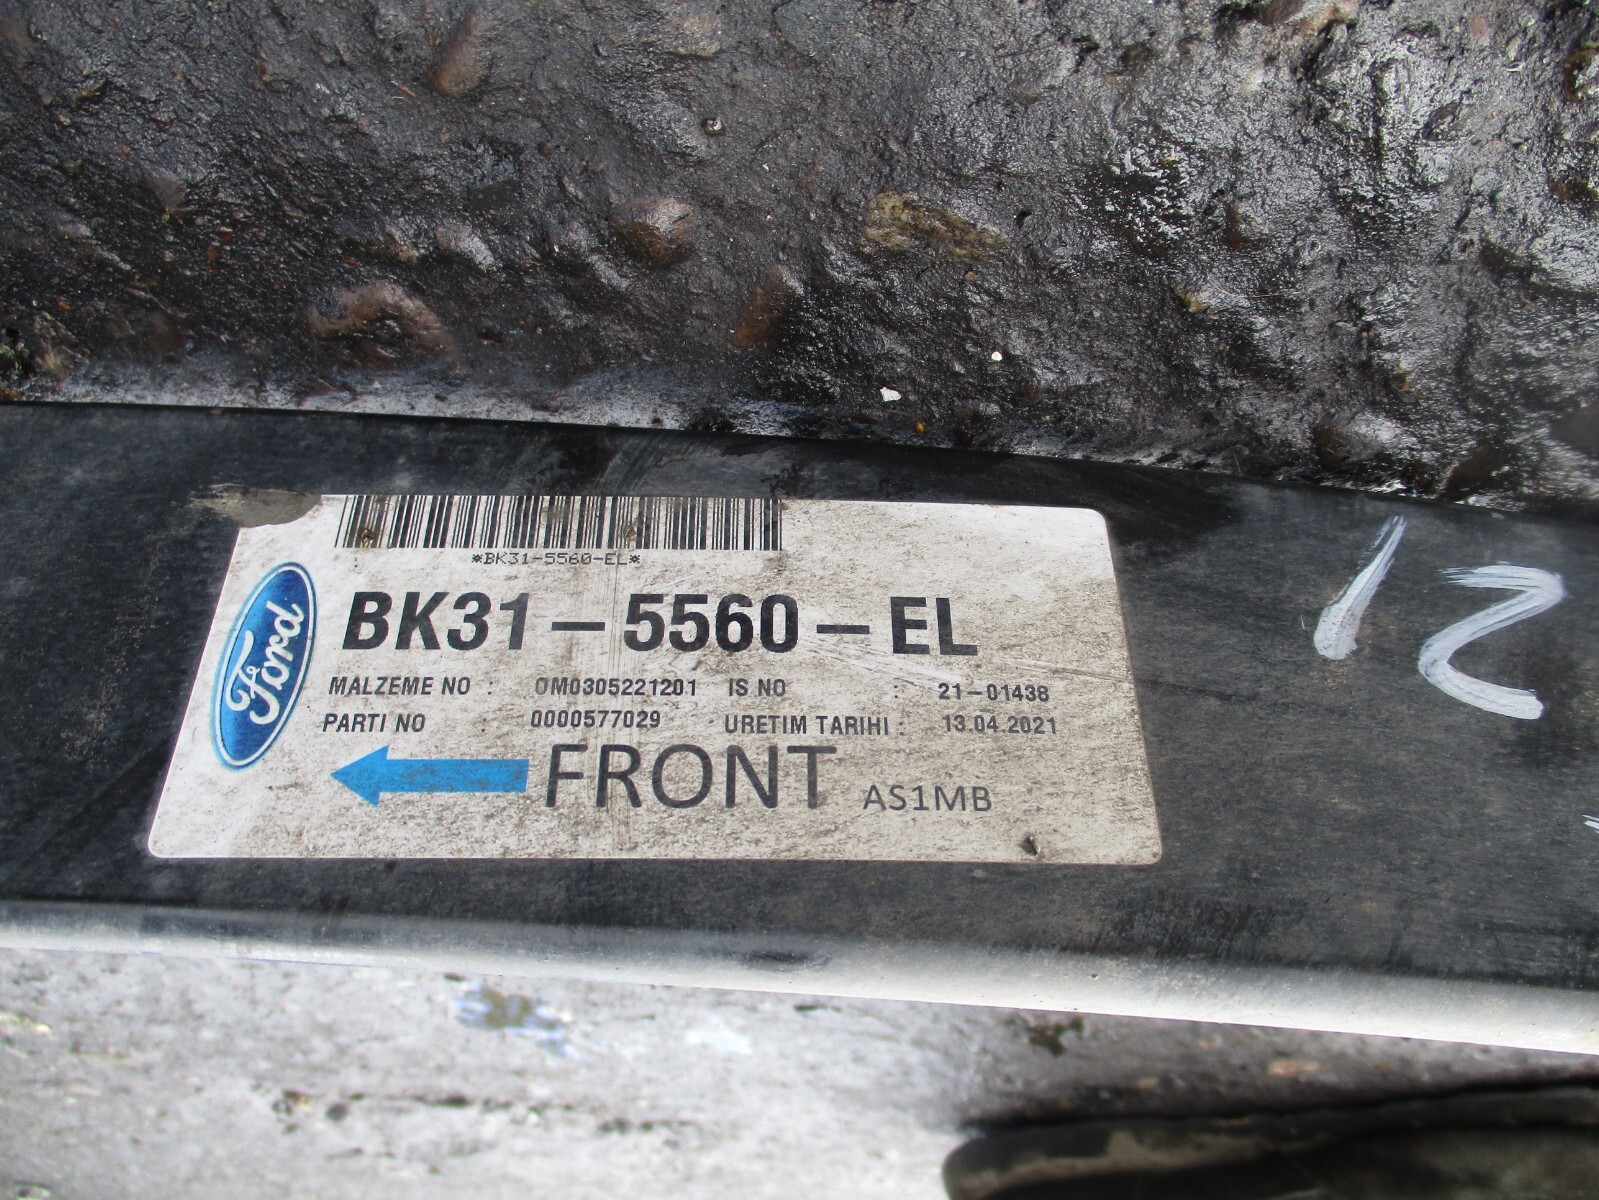 *BK31-5560-EL*
BK31-5560-EL
Ford
MALZEME NO : OM0305221201 IS NO : 21-01438
PARTI NO 0000577029 URETIM TARIHI : 13.04.2021
FRONT AS1MB
12